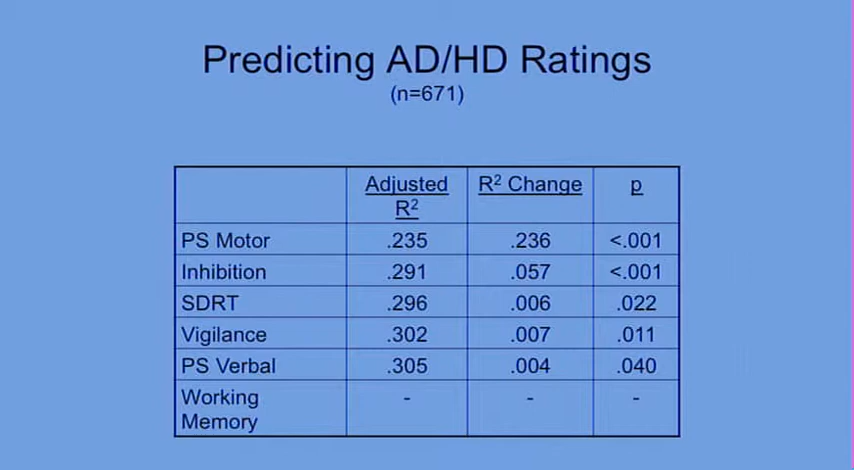 Predicting AD/HD Ratings
(n=671)
Adjusted R² R² Change p
PS Motor .235 .236 <.001
Inhibition .291 .057 <.001
SDRT .296 .006 .022
Vigilance .302 .007 .011
PS Verbal .305 .004 .040
Working Memory - - -